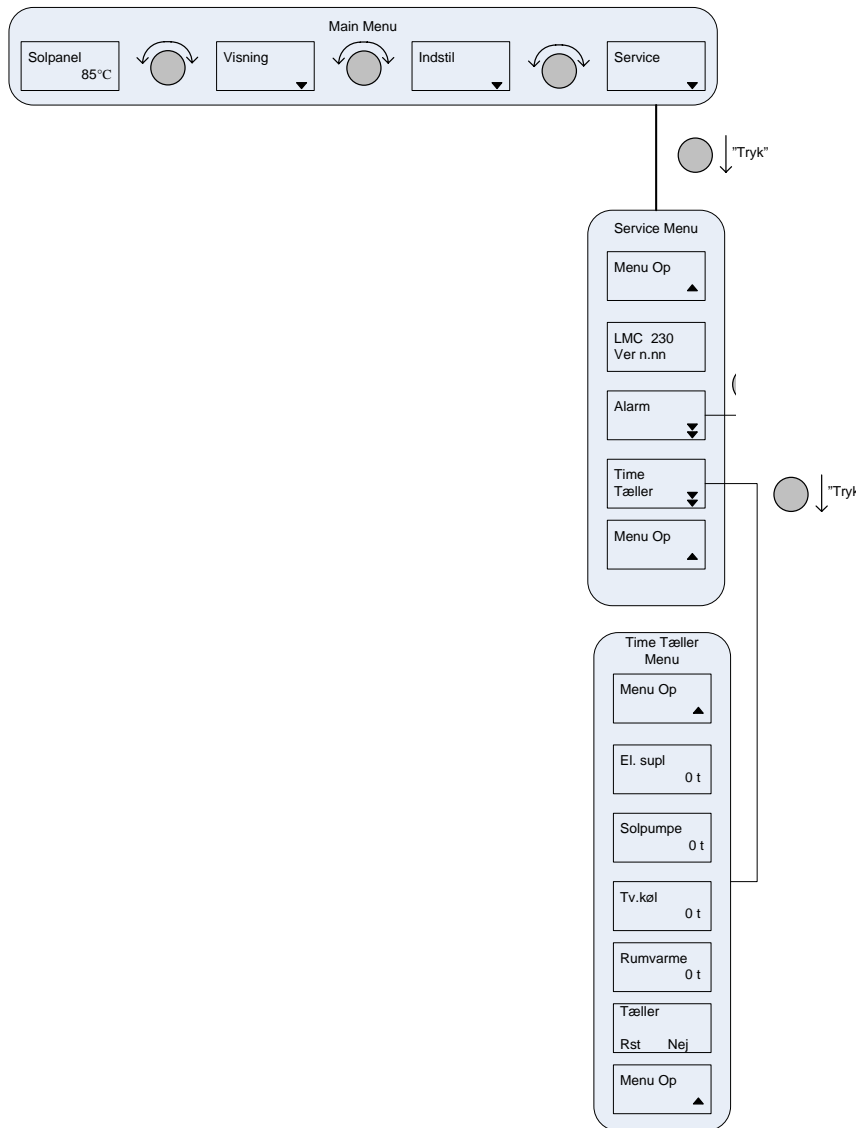 Main Menu
Solpanel
85°C
Visning
Indstil
Service
"Tryk"
Service Menu
Menu Op
LMC 230
Ver n.nn
Alarm
Time
Tæller
"Tryk
Menu Op
Time Tæller
Menu
Menu Op
El. supl
0 t
Solpumpe
0 t
Tv.køl
0 t
Rumvarme
0 t
Tæller
Rst Nej
Menu Op